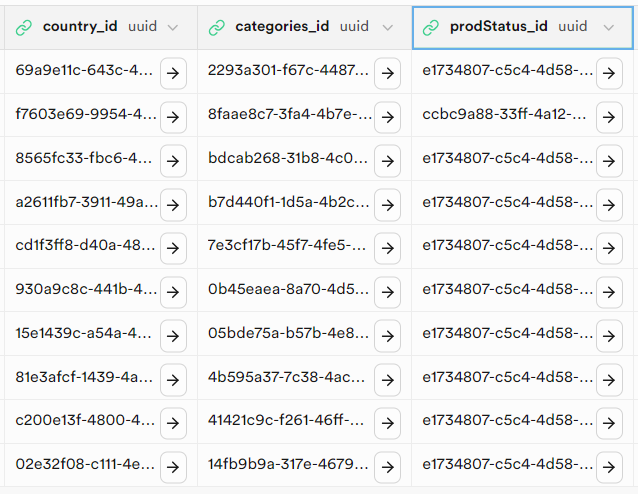 country_id uuid categories_id uuid prodStatus_id uuid
69a9e11c-643c-4... 2293a301-f67c-4487... e1734807-c5c4-4d58-...
f7603e69-9954-4... 8faae8c7-3fa4-4b7e-... ccbc9a88-33ff-4a12-...
8565fc33-fbc6-4... bdcab268-31b8-4c0... e1734807-c5c4-4d58-...
a2611fb7-3911-49a... b7d440f1-1d5a-4b2c... e1734807-c5c4-4d58-...
cd1f3ff8-d40a-48... 7e3cf17b-45f7-4fe5-... e1734807-c5c4-4d58-...
930a9c8c-441b-4... 0b45eaea-8a70-4d5... e1734807-c5c4-4d58-...
15e1439c-a54a-4... 05bde75a-b57b-4e8... e1734807-c5c4-4d58-...
81e3afcf-1439-4a... 4b595a37-7c38-4ac... e1734807-c5c4-4d58-...
c200e13f-4800-4... 41421c9c-f261-46ff-... e1734807-c5c4-4d58-...
02e32f08-c111-4e... 14fb9b9a-317e-4679... e1734807-c5c4-4d58-...